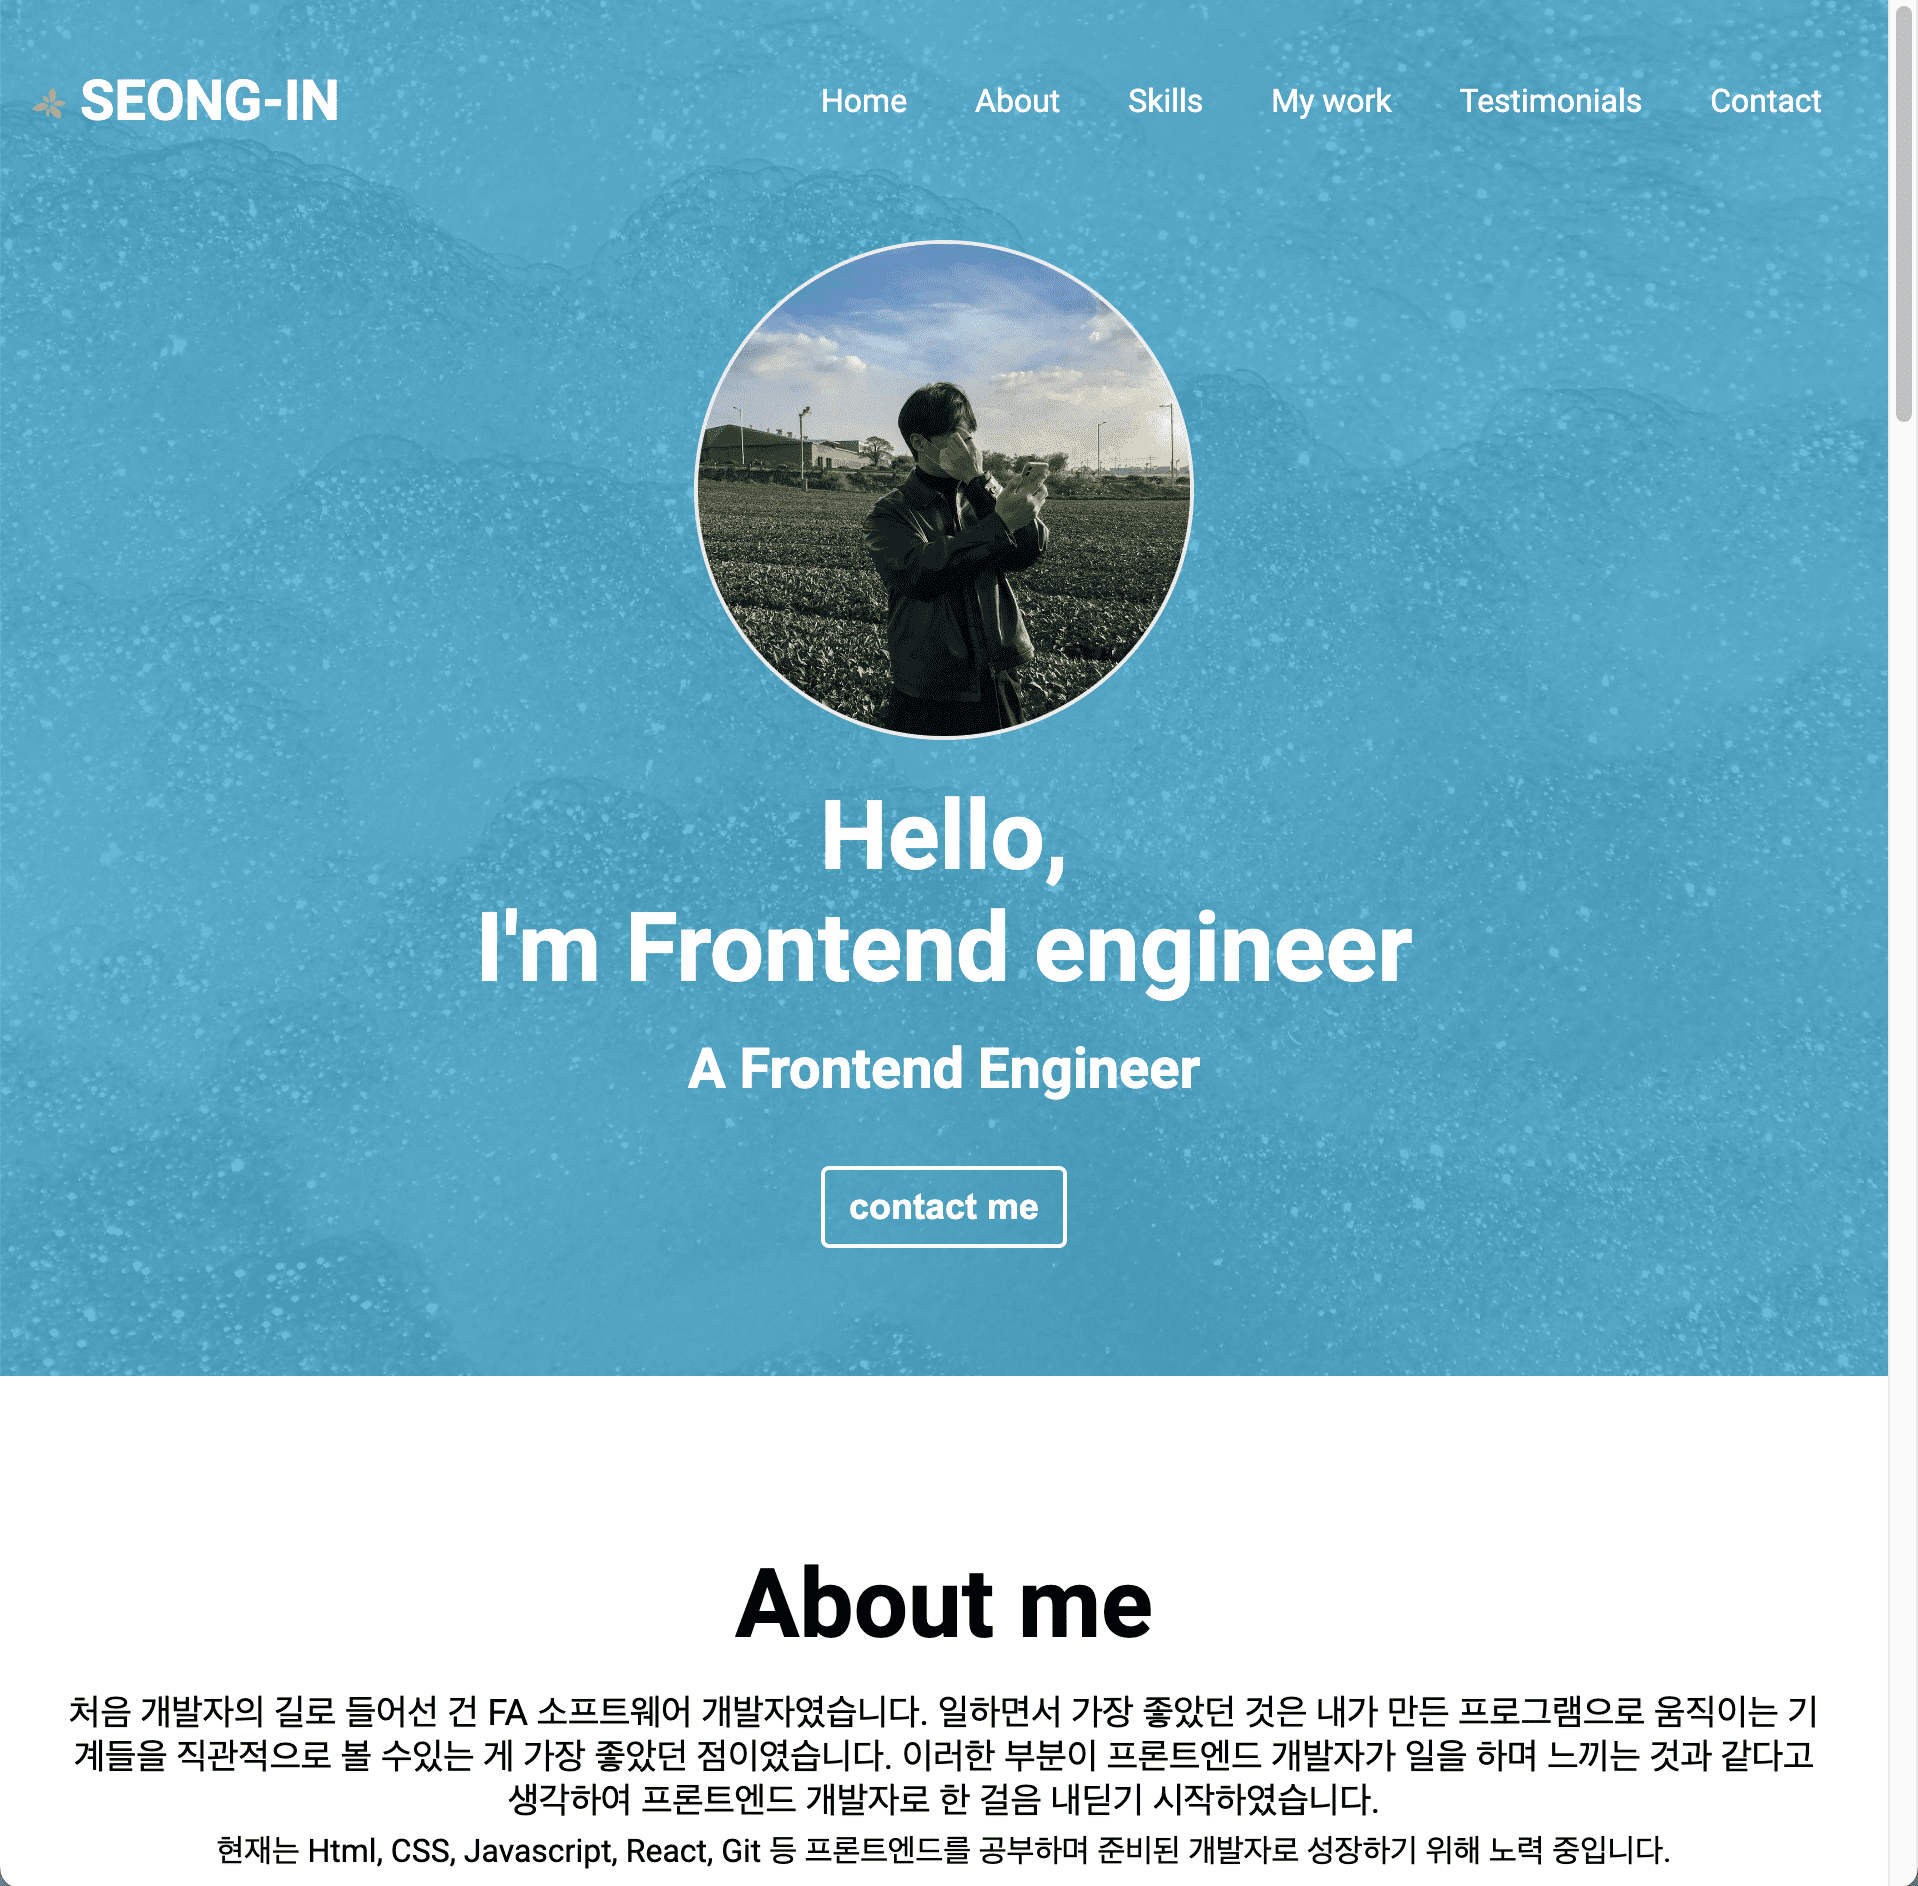 SEONG-IN
Home About Skills My work Testimonials Contact
Hello,
I'm Frontend engineer
A Frontend Engineer
contact me
About me
처음 개발자의 길로 들어선 건 FA 소프트웨어 개발자였습니다. 일하면서 가장 좋았던 것은 내가 만든 프로그램으로 움직이는 기
계들을 직관적으로 볼 수있는 게 가장 좋았던 점이였습니다. 이러한 부분이 프론트엔드 개발자가 일을 하며 느끼는 것과 같다고
생각하여 프론트엔드 개발자로 한 걸음 내딛기 시작하였습니다.
현재는 Html, CSS, Javascript, React, Git 등 프론트엔드를 공부하며 준비된 개발자로 성장하기 위해 노력 중입니다.